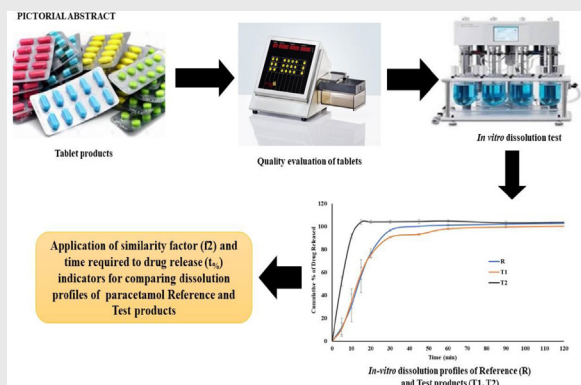 PICTORIAL ABSTRACT
Tablet products
Quality evaluation of tablets
In vitro dissolution test
Application of similarity factor (f2) and
time required to drug release (t%)
indicators for comparing dissolution
profiles of paracetamol Reference and
Test products
Cumulative % of Drug Released
120
100
80
60
40
20
0
R
T1
T2
0 10 20 30 40 50 60 70 80 90 100 110 120
Time (min)
In-vitro dissolution profiles of Reference (R)
and Test products (T1, T2)